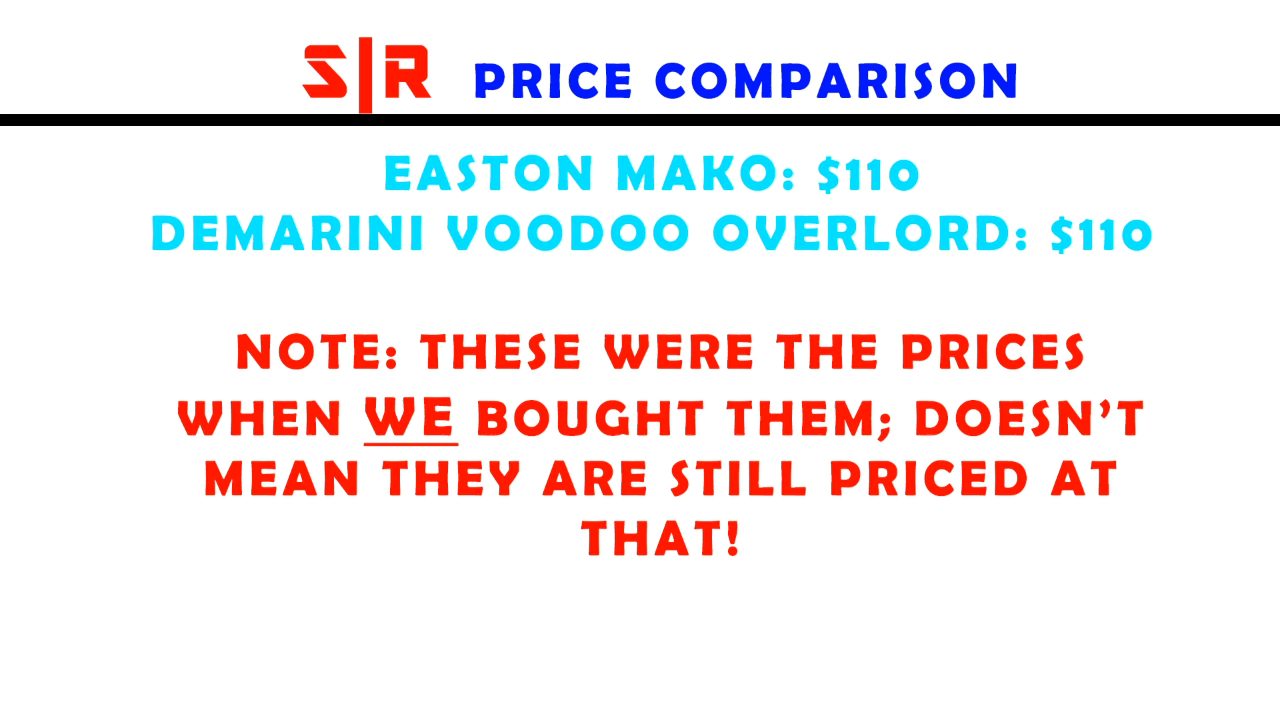 S|R PRICE COMPARISON
EASTON MAKO: $110
DEMARINI VOODOO OVERLORD: $110
NOTE: THESE WERE THE PRICES
WHEN WE BOUGHT THEM; DOESN'T
MEAN THEY ARE STILL PRICED AT
THAT!